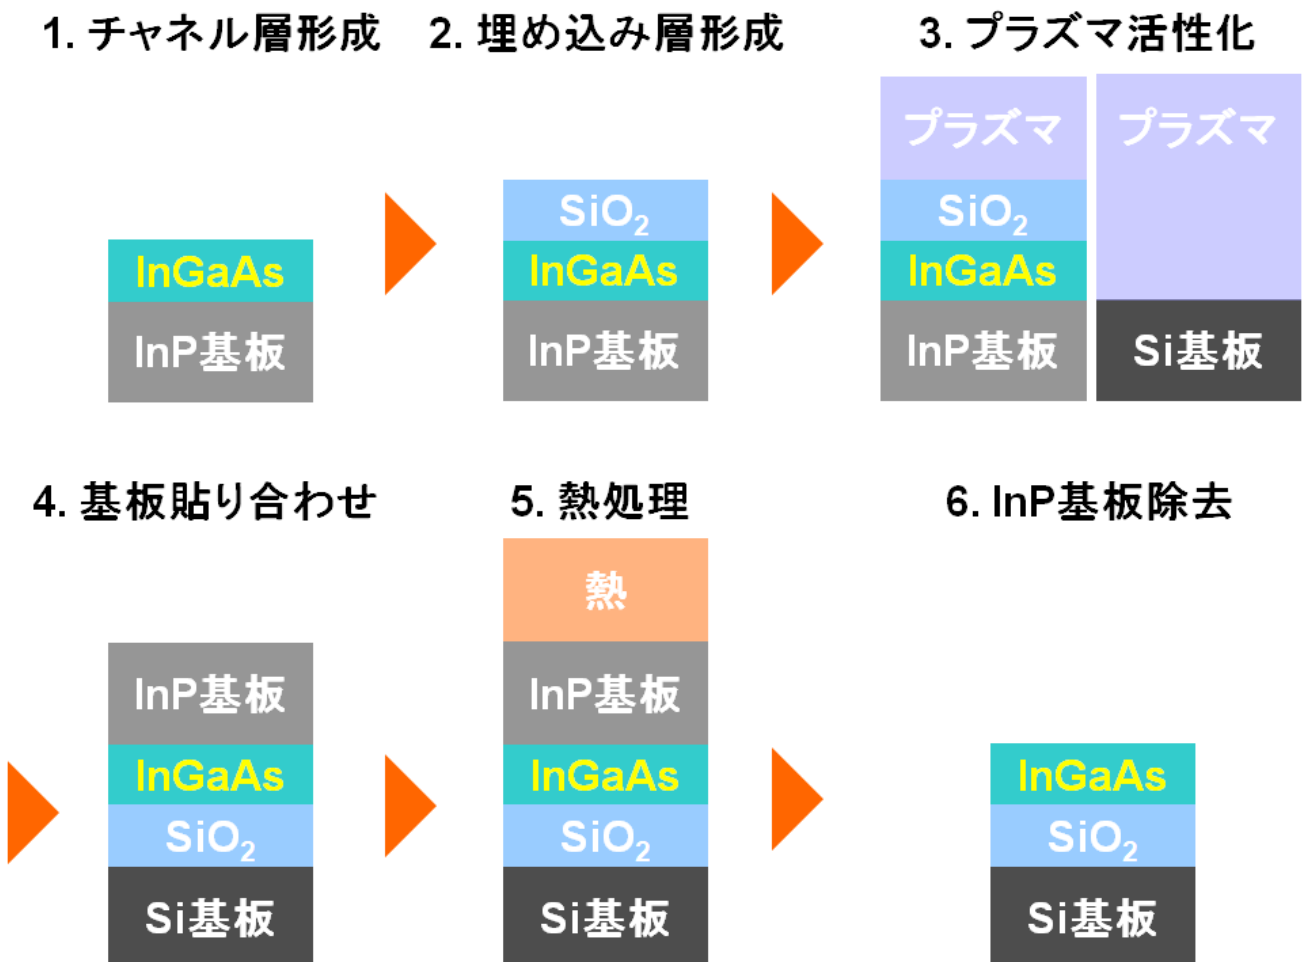 1. チャネル層形成
2. 埋め込み層形成
3. プラズマ活性化
InGaAs
InP基板
SiO₂
InGaAs
InP基板
プラズマ
SiO₂
InGaAs
InP基板
プラズマ
Si基板
4. 基板貼り合わせ
5. 熱処理
6. InP基板除去
InP基板
InGaAs
SiO₂
Si基板
熱
InP基板
InGaAs
SiO₂
Si基板
InGaAs
SiO₂
Si基板